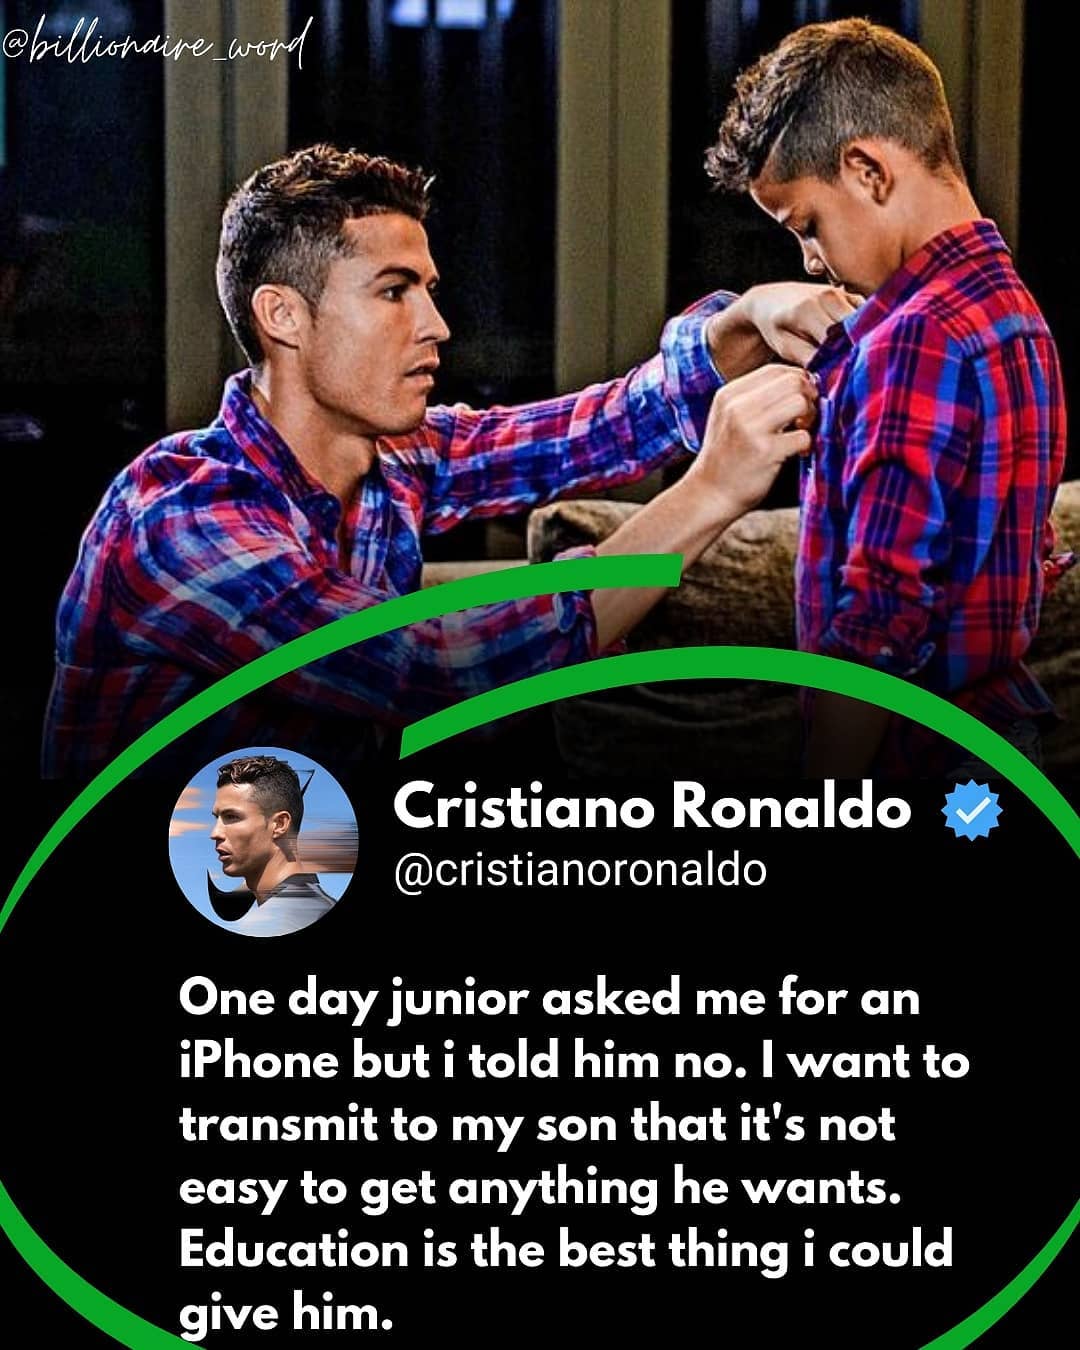 @billionaire_word
Cristiano Ronaldo
@cristianoronaldo
One day junior asked me for an
iPhone but i told him no. I want to
transmit to my son that it's not
easy to get anything he wants.
Education is the best thing i could
give him.